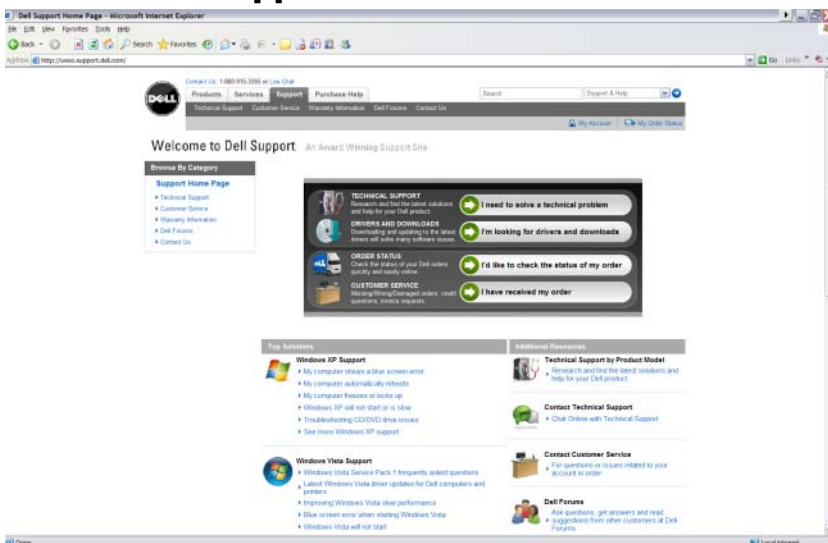 Dell Support Home Page - Microsoft Internet Explorer
File Edit View Favorites Tools Help
Back Search Favorites
Address http://www.support.dell.com/ Go Links
Contact Us: 1-800-915-3355 or Live Chat
DELL
Products Services Support Purchase Help Search Support & Help
Technical Support Customer Service Warranty Information Dell Forums Contact Us
My Account My Order Status
Welcome to Dell Support An Award Winning Support Site
Browse By Category
Support Home Page
Technical Support
Customer Service
Warranty Information
Dell Forums
Contact Us
TECHNICAL SUPPORT
Research and find the latest solutions
and help for your Dell product.
I need to solve a technical problem
DRIVERS AND DOWNLOADS
Downloading and updating to the latest
drivers will solve many software issues.
I'm looking for drivers and downloads
ORDER STATUS
Check the status of your Dell orders
quickly and easily online.
I'd like to check the status of my order
CUSTOMER SERVICE
Missing/Wrong/Damaged orders, credit
questions, invoice requests.
I have received my order
Top Solutions
Windows XP Support
My computer shows a blue screen error
My computer automatically reboots
My computer freezes or locks up
Windows XP will not start or is slow
Troubleshooting CD/DVD drive issues
See more Windows XP support
Windows Vista Support
Windows Vista Service Pack 1 frequently asked questions
Latest Windows Vista driver updates for Dell computers and
printers
Improving Windows Vista slow performance
Blue screen error when starting Windows Vista
Windows Vista will not start
Additional Resources
Technical Support by Product Model
Research and find the latest solutions and
help for your Dell product
Contact Technical Support
Chat Online with Technical Support
Contact Customer Service
For questions or issues related to your
account or order
Dell Forums
Ask questions, get answers and read
suggestions from other customers at Dell
Forums
Done Local intranet